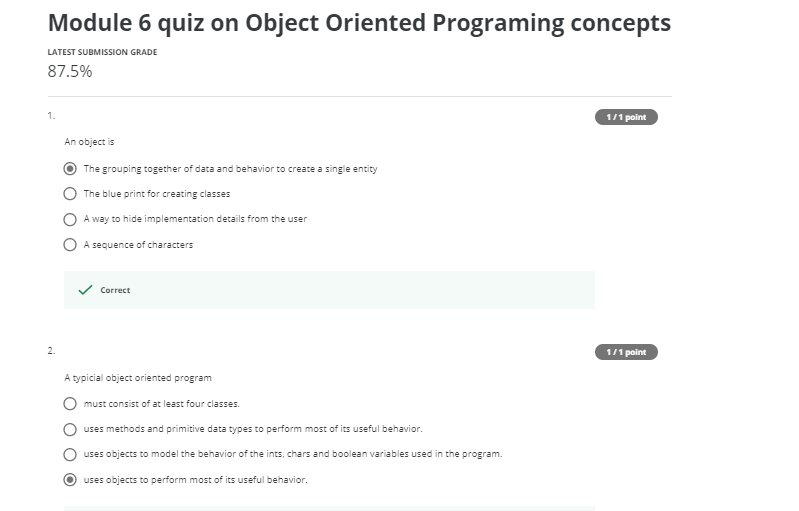 Module 6 quiz on Object Oriented Programing concepts
LATEST SUBMISSION GRADE
87.5%
1.
1 / 1 point
An object is
The grouping together of data and behavior to create a single entity
The blue print for creating classes
A way to hide implementation details from the user
A sequence of characters
Correct
2.
1 / 1 point
A typicial object oriented program
must consist of at least four classes.
uses methods and primitive data types to perform most of its useful behavior.
uses objects to model the behavior of the ints, chars and boolean variables used in the program.
uses objects to perform most of its useful behavior.